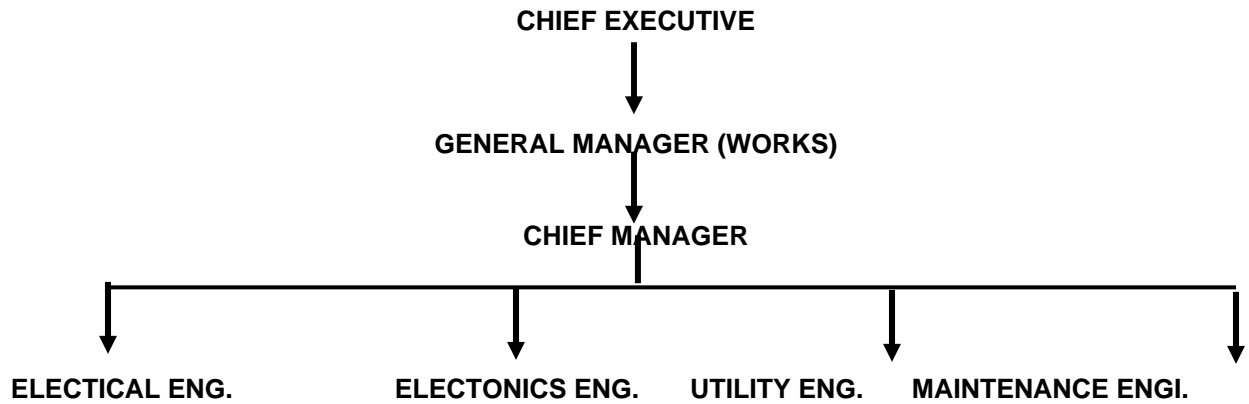 CHIEF EXECUTIVE
GENERAL MANAGER (WORKS)
CHIEF MANAGER
ELECTICAL ENG. ELECTONICS ENG. UTILITY ENG. MAINTENANCE ENGI.